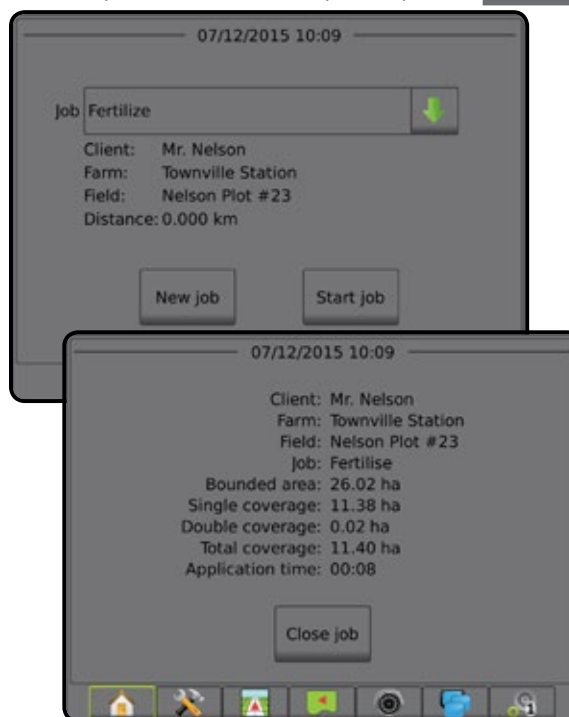 07/12/2015 10:09
Job Fertilize
Client: Mr. Nelson
Farm: Townville Station
Field: Nelson Plot #23
Distance: 0.000 km
New job Start job
07/12/2015 10:09
Client: Mr. Nelson
Farm: Townville Station
Field: Nelson Plot #23
Job: Fertilise
Bounded area: 26.02 ha
Single coverage: 11.38 ha
Double coverage: 0.02 ha
Total coverage: 11.40 ha
Application time: 00:08
Close job